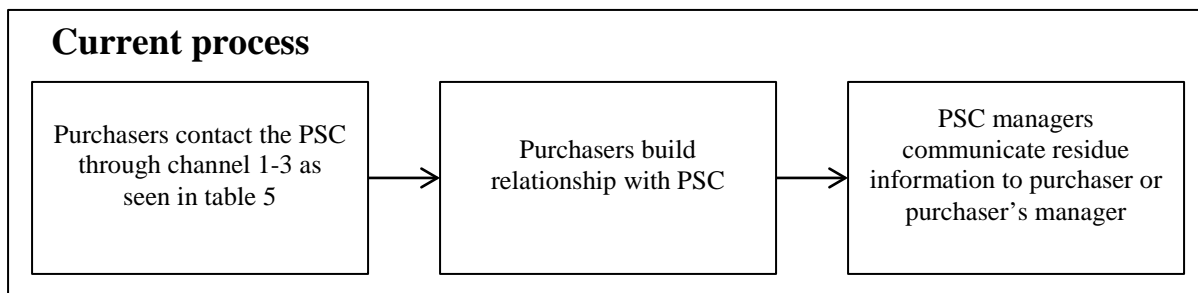 Current process
Purchasers contact the PSC
through channel 1-3 as
seen in table 5
Purchasers build
relationship with PSC
PSC managers
communicate residue
information to purchaser or
purchaser's manager